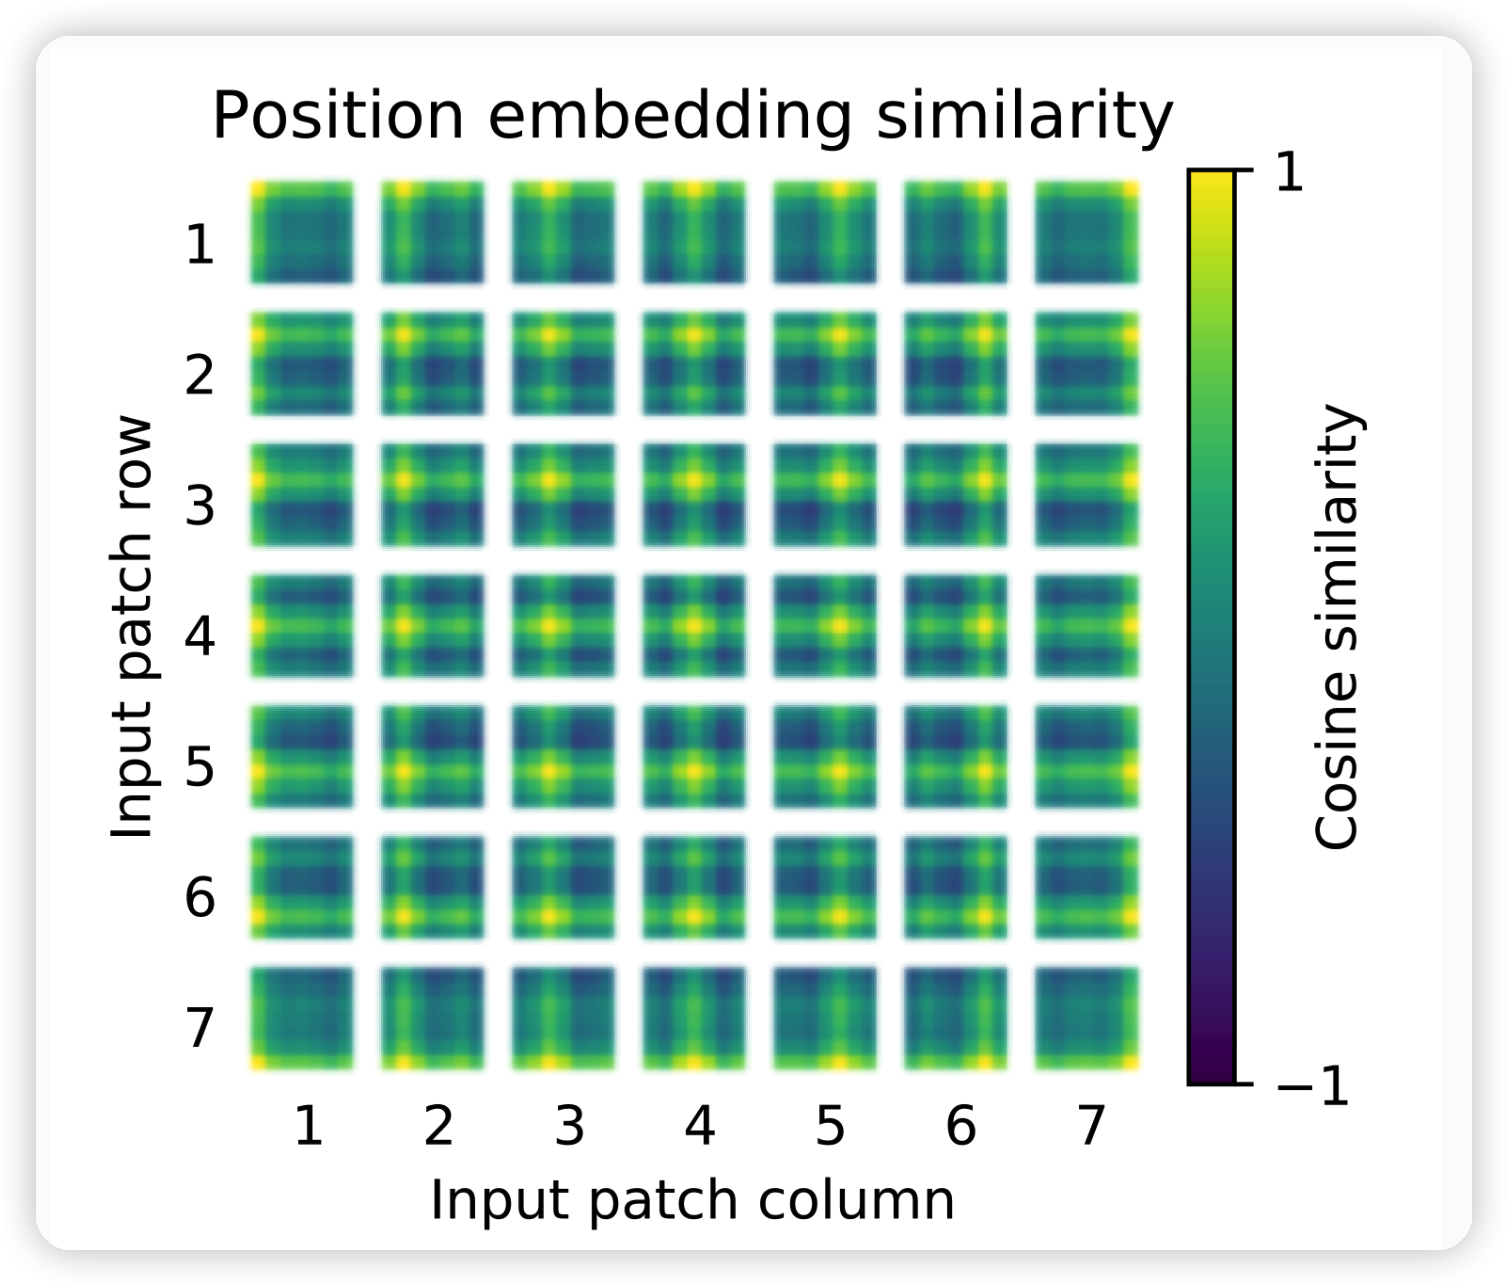 Position embedding similarity
1
1
2
3
4
5
6
7
Input patch row
Cosine similarity
−1
1 2 3 4 5 6 7
Input patch column